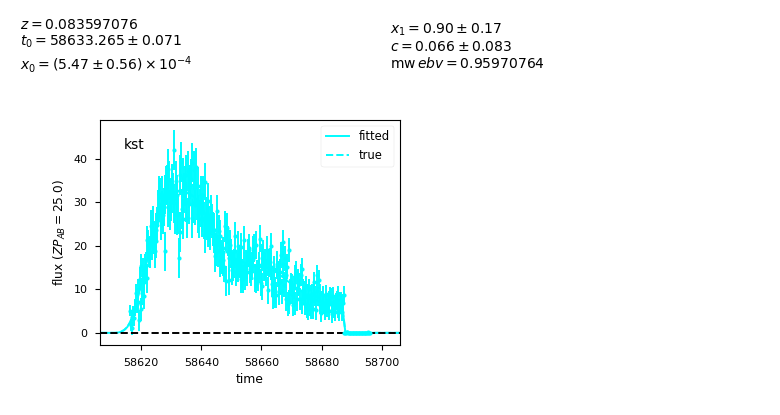 z = 0.083597076
t₀ = 58633.265 ± 0.071
x₀ = (5.47 ± 0.56) × 10⁻⁴
x₁ = 0.90 ± 0.17
c = 0.066 ± 0.083
mw ebv = 0.95970764
kst
fitted
true
flux (ZP_AB = 25.0)
40
30
20
10
0
58620 58640 58660 58680 58700
time